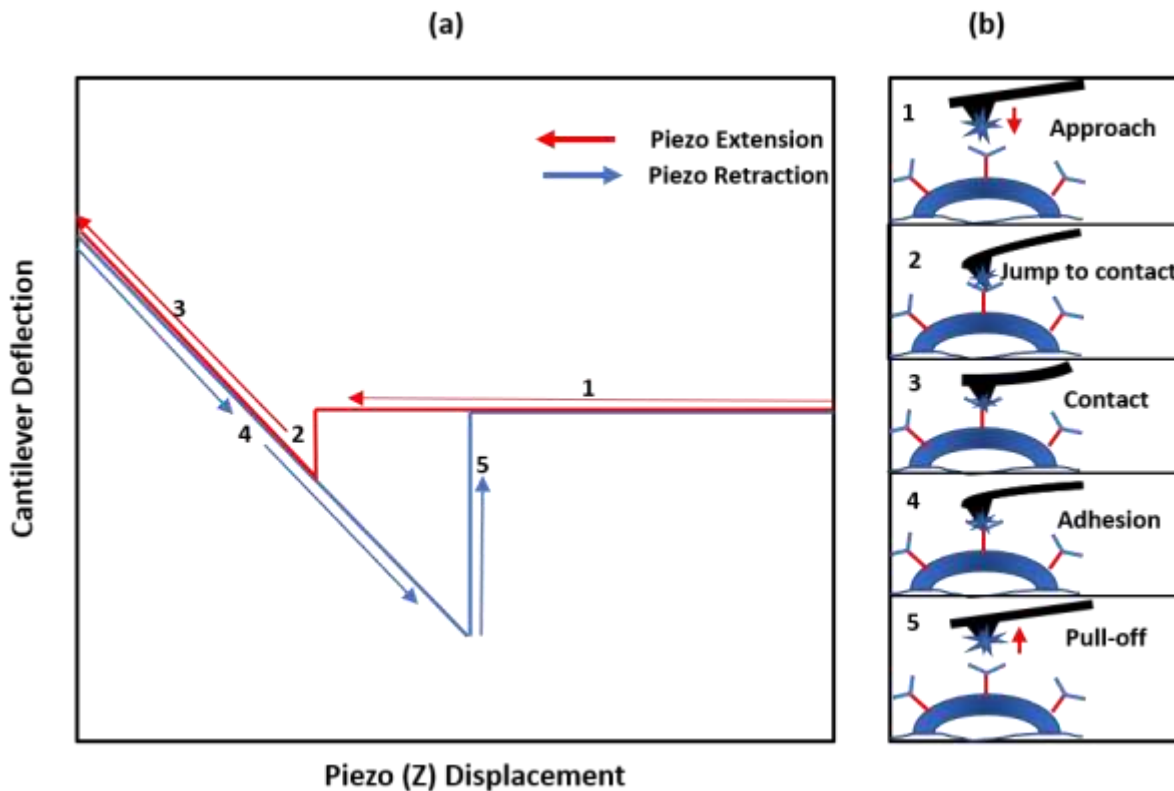 (a)
Piezo Extension
Piezo Retraction
1
2
3
4
5
Cantilever Deflection
Piezo (Z) Displacement
(b)
1
Approach
2
Jump to contact
3
Contact
4
Adhesion
5
Pull-off